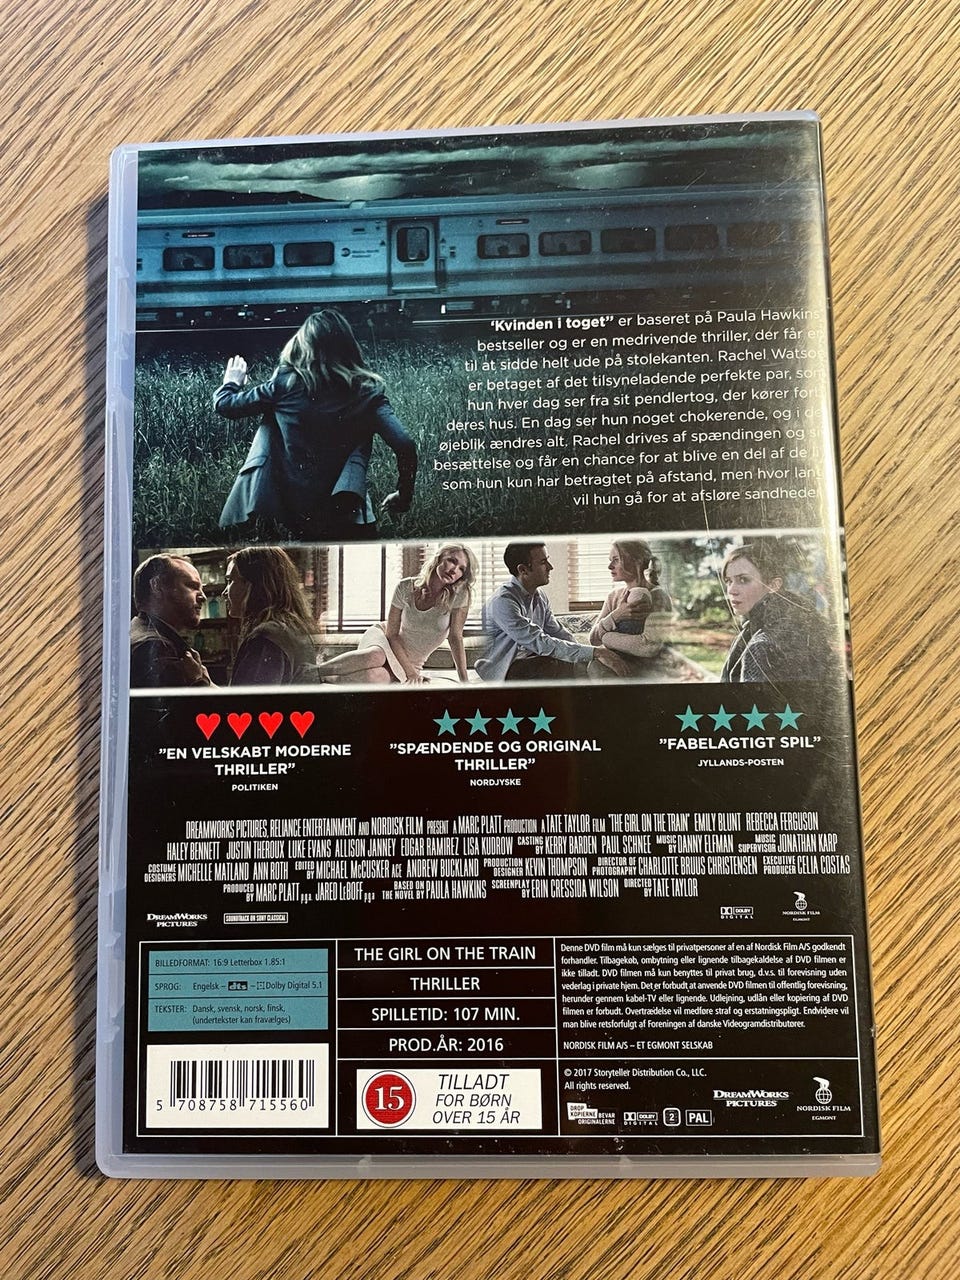 'Kvinden i toget" er baseret på Paula Hawkins
bestseller og er en medrivende thriller, der får
til at sidde helt ude på stolekanten. Rachel Watson
er betaget af det tilsyneladende perfekte par, som
hun hver dag ser fra sit pendlertog, der kører
deres hus. En dag ser hun noget chokerende, og i
øjeblik ændres alt. Rachel drives af spændingen og
besættelse og får en chance for at blive en del af
som hun kun har betragtet på afstand, men hvor
vil hun gå for at afsløre sandheden
"EN VELSKABT MODERNE
THRILLER"
POLITIKEN
"SPÆNDENDE OG ORIGINAL
THRILLER"
NORDJYSKE
"FABELAGTIGT SPIL"
JYLLANDS-POSTEN
DREAMWORKS PICTURES, RELIANCE ENTERTAINMENT AND NORDISK FILM PRESENT A MARC PLATT PRODUCTION A TATE TAYLOR FILM "THE GIRL ON THE TRAIN" EMILY BLUNT REBECCA FERGUSON
HALEY BENNETT JUSTIN THEROUX LUKE EVANS ALLISON JANNEY EDGAR RAMIREZ LISA KUDROW CASTING BY KERRY BARDEN PAUL SCHNEE MUSIC BY DANNY ELFMAN MUSIC SUPERVISOR JONATHAN KARP
COSTUME DESIGNERS MICHELLE MATLAND ANN ROTH EDITED BY MICHAEL McCUSKER ACE ANDREW BUCKLAND PRODUCTION DESIGNER KEVIN THOMPSON DIRECTOR OF PHOTOGRAPHY CHARLOTTE BRUUS CHRISTENSEN EXECUTIVE PRODUCER CELIA COSTAS
PRODUCED BY MARC PLATT p.g.a. JARED LeBOFF p.g.a. BASED ON THE NOVEL BY PAULA HAWKINS SCREENPLAY BY ERIN CRESSIDA WILSON DIRECTED BY TATE TAYLOR
DREAMWORKS
PICTURES
SOUNDTRACK ON SONY CLASSICAL
DOLBY
DIGITAL
NORDISK FILM
EGMONT
BILLEDFORMAT: 16:9 Letterbox 1.85:1
SPROG: Engelsk – dts – Dolby Digital 5.1
TEKSTER: Dansk, svensk, norsk, finsk,
(undertekster kan fravælges)
5 708758 715560
THE GIRL ON THE TRAIN
THRILLER
SPILLETID: 107 MIN.
PROD.ÅR: 2016
15
TILLADT
FOR BØRN
OVER 15 ÅR
Denne DVD film må kun sælges til privatpersoner af en af Nordisk Film A/S godkendt
forhandler. Tilbagekøb, ombytning eller lignende tilbagekaldelse af DVD filmen er
ikke tilladt. DVD filmen må kun benyttes til privat brug, d.v.s. til forevisning uden
vederlag i private hjem. Det er forbudt at anvende DVD filmen til offentlig forevisning,
herunder gennem kabel-TV eller lignende. Udlejning, udlån eller kopiering af DVD
filmen er forbudt. Overtrædelse vil medføre straf og erstatningspligt. Endvidere vil
man blive retsforfulgt af Foreningen af danske Videogramdistributører.
NORDISK FILM A/S – ET EGMONT SELSKAB
© 2017 Storyteller Distribution Co., LLC.
All rights reserved.
DREAMWORKS
PICTURES
NORDISK FILM
EGMONT
DROP
KOPIERNE BEVAR
ORIGINALERNE
DOLBY
DIGITAL
2
PAL